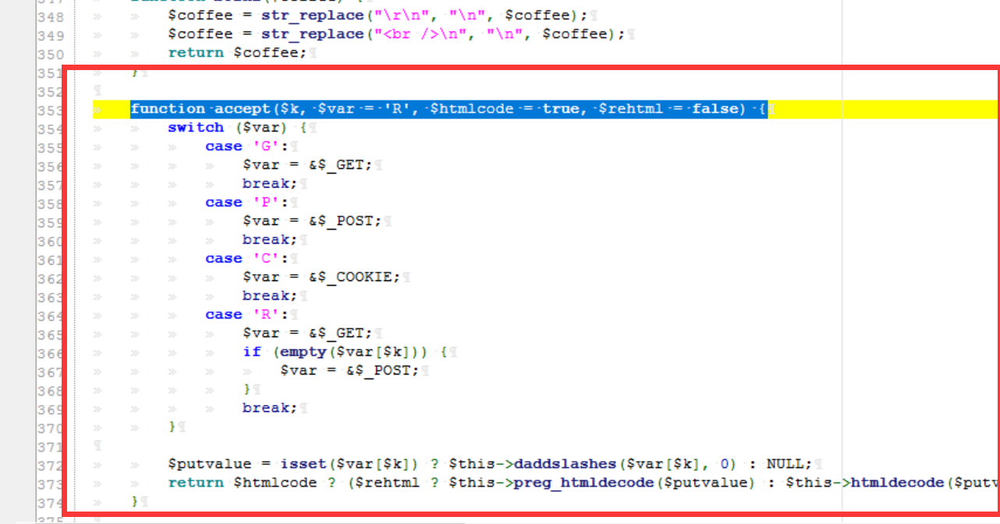 348 $coffee = str_replace("\r\n", "\n", $coffee);
349 $coffee = str_replace("<br />\n", "\n", $coffee);
350 return $coffee;
351 }
352
353 function accept($k, $var = 'R', $htmlcode = true, $rehtml = false) {
354 switch ($var) {
355 case 'G':
356 $var = &$_GET;
357 break;
358 case 'P':
359 $var = &$_POST;
360 break;
361 case 'C':
362 $var = &$_COOKIE;
363 break;
364 case 'R':
365 $var = &$_GET;
366 if (empty($var[$k])) {
367 $var = &$_POST;
368 }
369 break;
370 }
371
372 $putvalue = isset($var[$k]) ? $this->daddslashes($var[$k], 0) : NULL;
373 return $htmlcode ? ($rehtml ? $this->preg_htmldecode($putvalue) : $this->htmldecode($putv
374 }
375